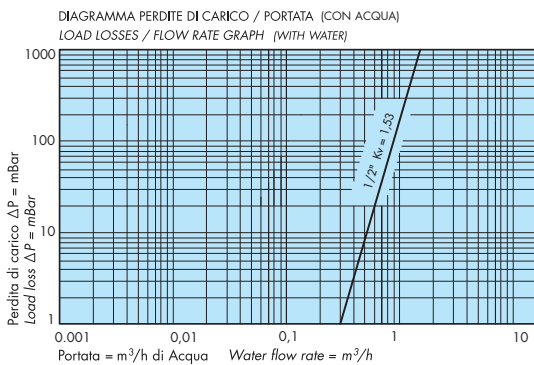 DIAGRAMMA PERDITE DI CARICO / PORTATA (CON ACQUA)
LOAD LOSSES / FLOW RATE GRAPH (WITH WATER)
1000
100
10
1
Perdita di carico ΔP = mBar
Load loss ΔP = mBar
1/2" Kv = 1,53
0.001 0,01 0,1 1 10
Portata = m³/h di Acqua Water flow rate = m³/h